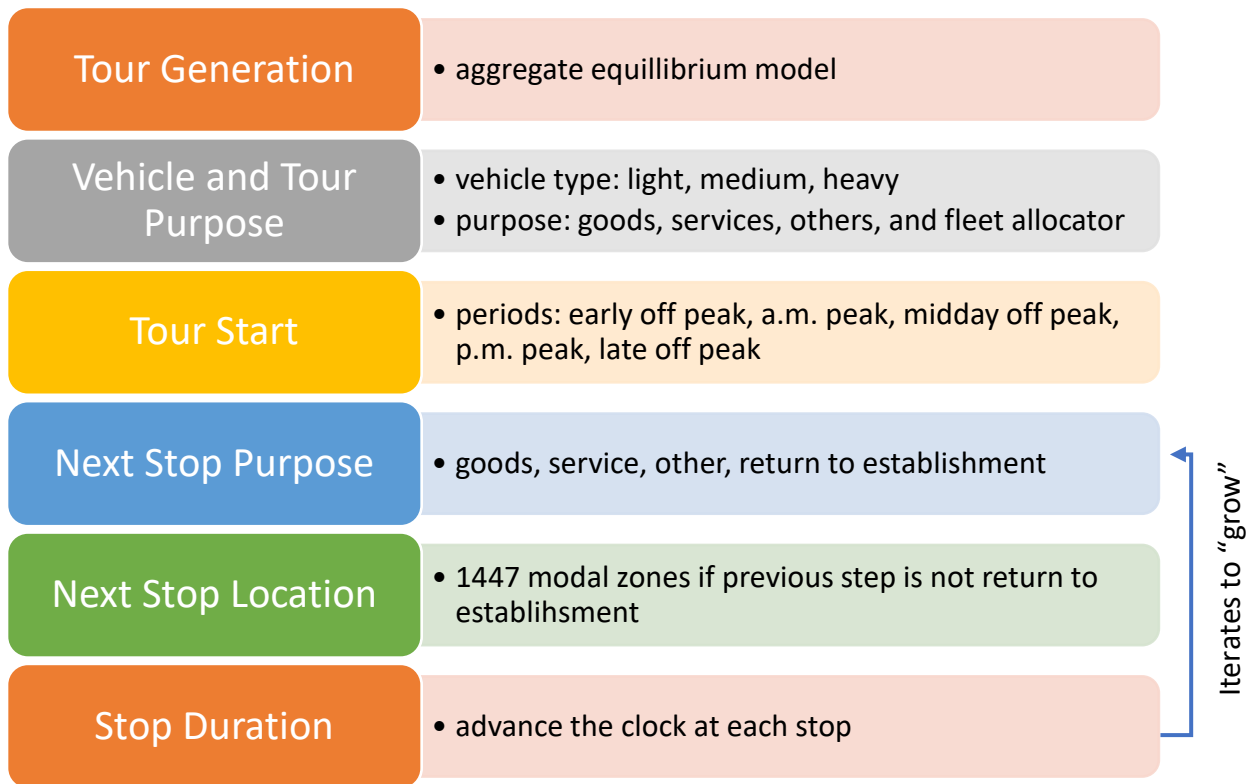 Tour Generation
• aggregate equillibrium model
Vehicle and Tour
Purpose
• vehicle type: light, medium, heavy
• purpose: goods, services, others, and fleet allocator
Tour Start
• periods: early off peak, a.m. peak, midday off peak,
p.m. peak, late off peak
Next Stop Purpose
• goods, service, other, return to establishment
Next Stop Location
• 1447 modal zones if previous step is not return to
establihsment
Stop Duration
• advance the clock at each stop
Iterates to “grow”